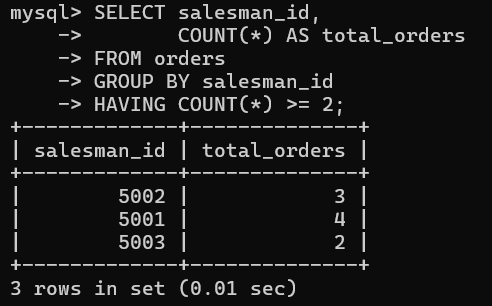 mysql> SELECT salesman_id,
    ->        COUNT(*) AS total_orders
    -> FROM orders
    -> GROUP BY salesman_id
    -> HAVING COUNT(*) >= 2;
+-------------+--------------+
| salesman_id | total_orders |
+-------------+--------------+
|        5002 |            3 |
|        5001 |            4 |
|        5003 |            2 |
+-------------+--------------+
3 rows in set (0.01 sec)